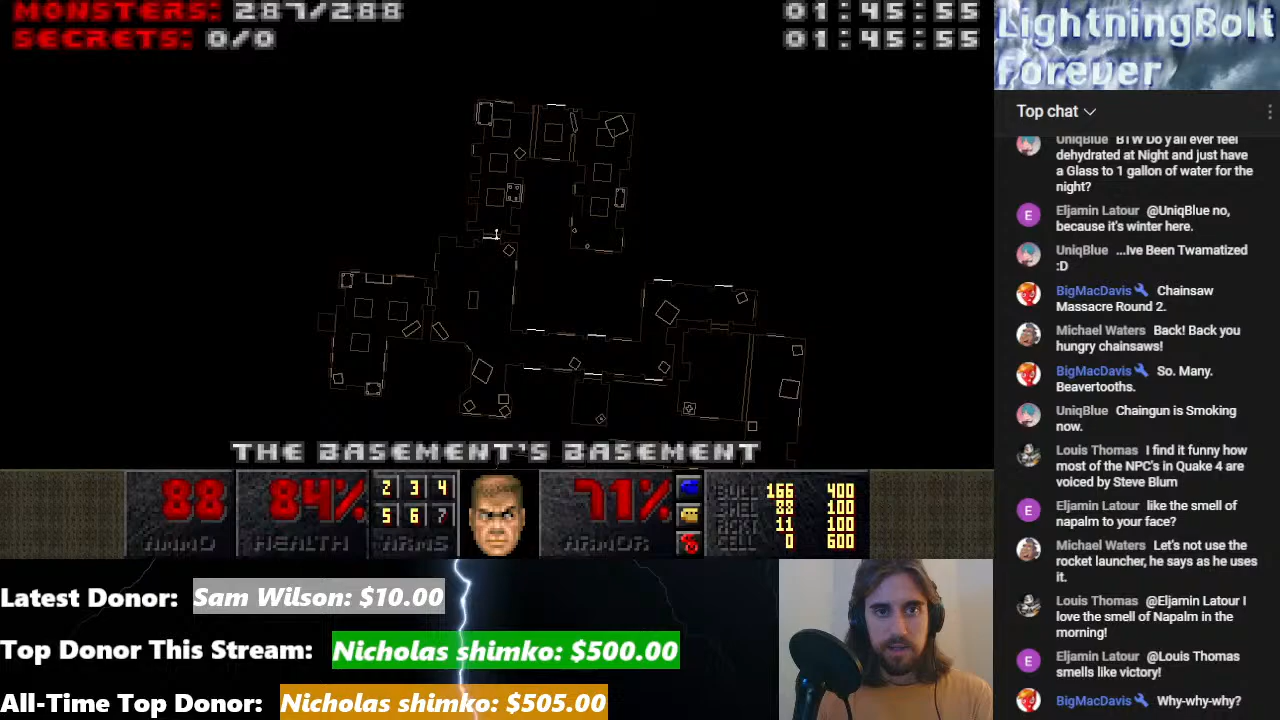 MONSTERS: 287/288
SECRETS: 0/0
01:45:55
01:45:55
THE BASEMENT'S BASEMENT
88
AMMO
84%
HEALTH
2 3 4
5 6 7
ARMS
71%
ARMOR
BULL 166 400
SHEL 88 100
RCKT 11 100
CELL 0 600
Latest Donor: Sam Wilson: $10.00
Top Donor This Stream: Nicholas shimko: $500.00
All-Time Top Donor: Nicholas shimko: $505.00
LightningBolt
Forever
Top chat
UniqBlue BTW Do y'all ever feel
dehydrated at Night and just have
a Glass to 1 gallon of water for the
night?
E
Eljamin Latour @UniqBlue no,
because it's winter here.
UniqBlue ...Ive Been Twamatized
:D
BigMacDavis Chainsaw
Massacre Round 2.
Michael Waters Back! Back you
hungry chainsaws!
BigMacDavis So. Many.
Beavertooths.
UniqBlue Chaingun is Smoking
now.
Louis Thomas I find it funny how
most of the NPC's in Quake 4 are
voiced by Steve Blum
E
Eljamin Latour like the smell of
napalm to your face?
Michael Waters Let's not use the
rocket launcher, he says as he uses
it.
Louis Thomas @Eljamin Latour I
love the smell of Napalm in the
morning!
E
Eljamin Latour @Louis Thomas
smells like victory!
BigMacDavis Why-why-why?